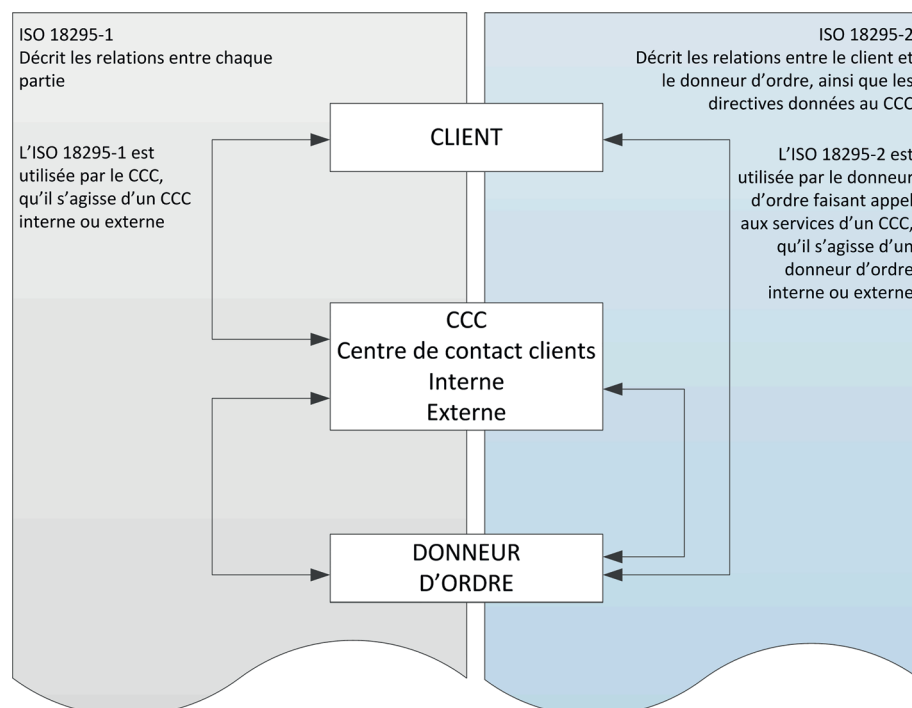 ISO 18295-1
Décrit les relations entre chaque
partie
L’ISO 18295-1 est
utilisée par le CCC,
qu’il s’agisse d’un CCC
interne ou externe
ISO 18295-2
Décrit les relations entre le client et
le donneur d’ordre, ainsi que les
directives données au CCC
L’ISO 18295-2 est
utilisée par le donneur
d’ordre faisant appel
aux services d’un CCC,
qu’il s’agisse d’un
donneur d’ordre
interne ou externe
CLIENT
CCC
Centre de contact clients
Interne
Externe
DONNEUR
D’ORDRE